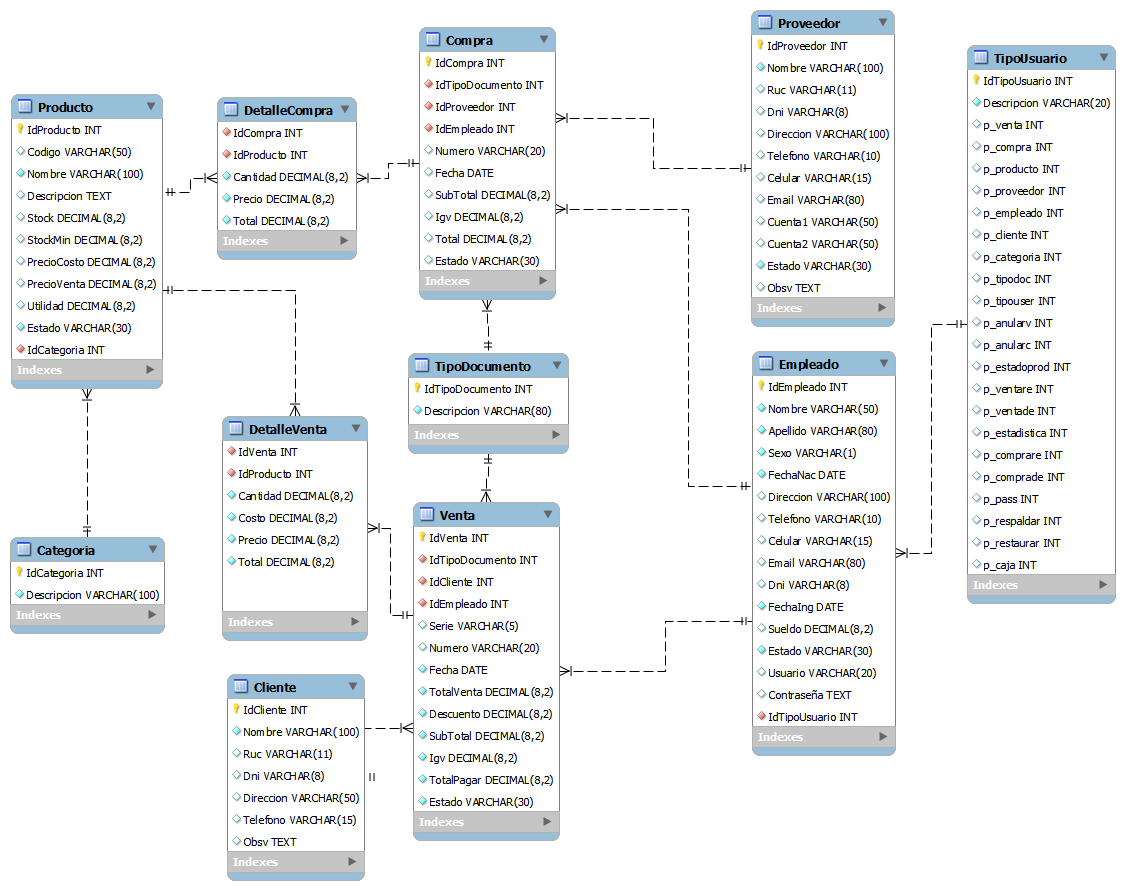 Producto
IdProducto INT
Codigo VARCHAR(50)
Nombre VARCHAR(100)
Descripcion TEXT
Stock DECIMAL(8,2)
StockMin DECIMAL(8,2)
PrecioCosto DECIMAL(8,2)
PrecioVenta DECIMAL(8,2)
Utilidad DECIMAL(8,2)
Estado VARCHAR(30)
IdCategoria INT
Indexes
DetalleCompra
IdCompra INT
IdProducto INT
Cantidad DECIMAL(8,2)
Precio DECIMAL(8,2)
Total DECIMAL(8,2)
Indexes
Compra
IdCompra INT
IdTipoDocumento INT
IdProveedor INT
IdEmpleado INT
Numero VARCHAR(20)
Fecha DATE
SubTotal DECIMAL(8,2)
Igv DECIMAL(8,2)
Total DECIMAL(8,2)
Estado VARCHAR(30)
Indexes
Proveedor
IdProveedor INT
Nombre VARCHAR(100)
Ruc VARCHAR(11)
Dni VARCHAR(8)
Direccion VARCHAR(100)
Telefono VARCHAR(10)
Celular VARCHAR(15)
Email VARCHAR(80)
Cuenta1 VARCHAR(50)
Cuenta2 VARCHAR(50)
Estado VARCHAR(30)
Obsv TEXT
Indexes
TipoUsuario
IdTipoUsuario INT
Descripcion VARCHAR(20)
p_venta INT
p_compra INT
p_producto INT
p_proveedor INT
p_empleado INT
p_cliente INT
p_categoria INT
p_tipodoc INT
p_tipouser INT
p_anularv INT
p_anularc INT
p_estadoprod INT
p_ventare INT
p_ventade INT
p_estadistica INT
p_comprare INT
p_comprade INT
p_pass INT
p_respaldar INT
p_restaurar INT
p_caja INT
Indexes
TipoDocumento
IdTipoDocumento INT
Descripcion VARCHAR(80)
Indexes
Empleado
IdEmpleado INT
Nombre VARCHAR(50)
Apellido VARCHAR(80)
Sexo VARCHAR(1)
FechaNac DATE
Direccion VARCHAR(100)
Telefono VARCHAR(10)
Celular VARCHAR(15)
Email VARCHAR(80)
Dni VARCHAR(8)
FechaIng DATE
Sueldo DECIMAL(8,2)
Estado VARCHAR(30)
Usuario VARCHAR(20)
Contraseña TEXT
IdTipoUsuario INT
Indexes
DetalleVenta
IdVenta INT
IdProducto INT
Cantidad DECIMAL(8,2)
Costo DECIMAL(8,2)
Precio DECIMAL(8,2)
Total DECIMAL(8,2)
Indexes
Venta
IdVenta INT
IdTipoDocumento INT
IdCliente INT
IdEmpleado INT
Serie VARCHAR(5)
Numero VARCHAR(20)
Fecha DATE
TotalVenta DECIMAL(8,2)
Descuento DECIMAL(8,2)
SubTotal DECIMAL(8,2)
Igv DECIMAL(8,2)
TotalPagar DECIMAL(8,2)
Estado VARCHAR(30)
Indexes
Categoria
IdCategoria INT
Descripcion VARCHAR(100)
Indexes
Cliente
IdCliente INT
Nombre VARCHAR(100)
Ruc VARCHAR(11)
Dni VARCHAR(8)
Direccion VARCHAR(50)
Telefono VARCHAR(15)
Obsv TEXT
Indexes